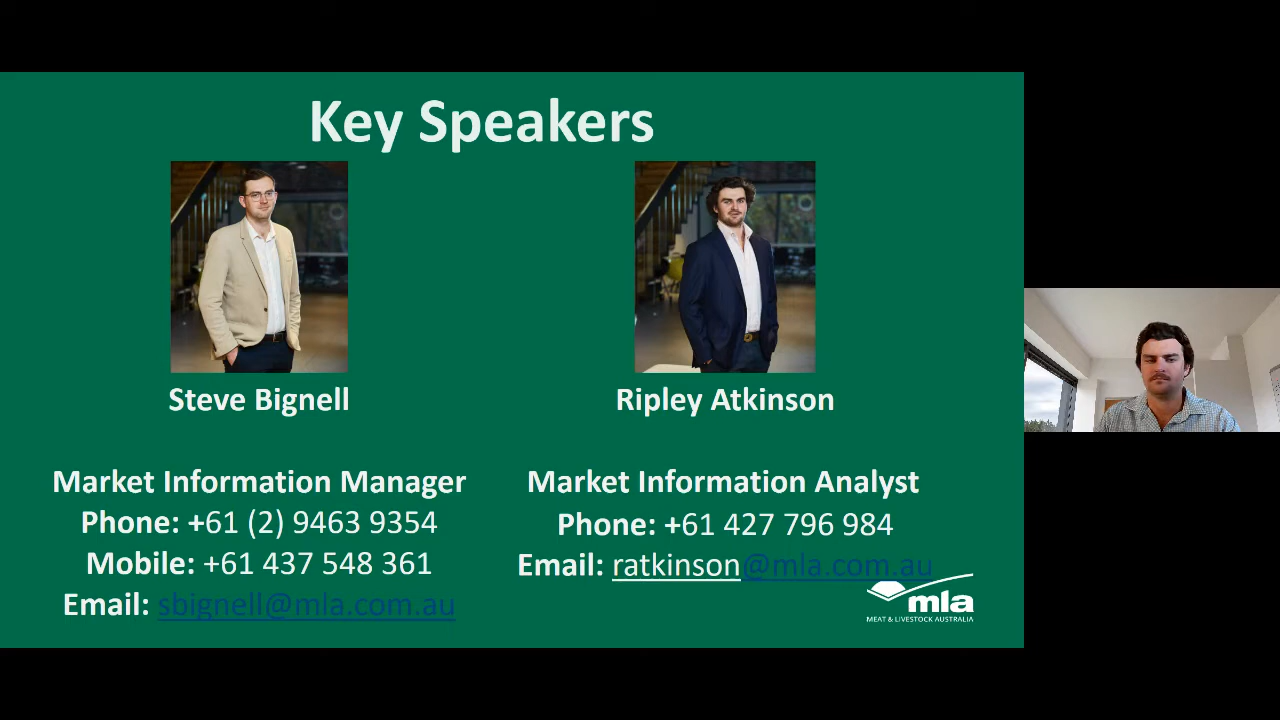 Key Speakers
Steve Bignell
Market Information Manager
Phone: +61 (2) 9463 9354
Mobile: +61 437 548 361
Email: sbignell@mla.com.au
Ripley Atkinson
Market Information Analyst
Phone: +61 427 796 984
Email: ratkinson@mla.com.au
mla
MEAT & LIVESTOCK AUSTRALIA